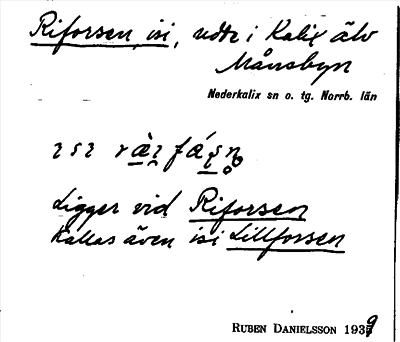 Riforsen, isi, udde i Kalix älv
Månsbyn
Nederkalix sn o. tg. Norrb. län
Ligger vid Riforsen
Kallas även isi Lillforsen
RUBEN DANIELSSON 1939